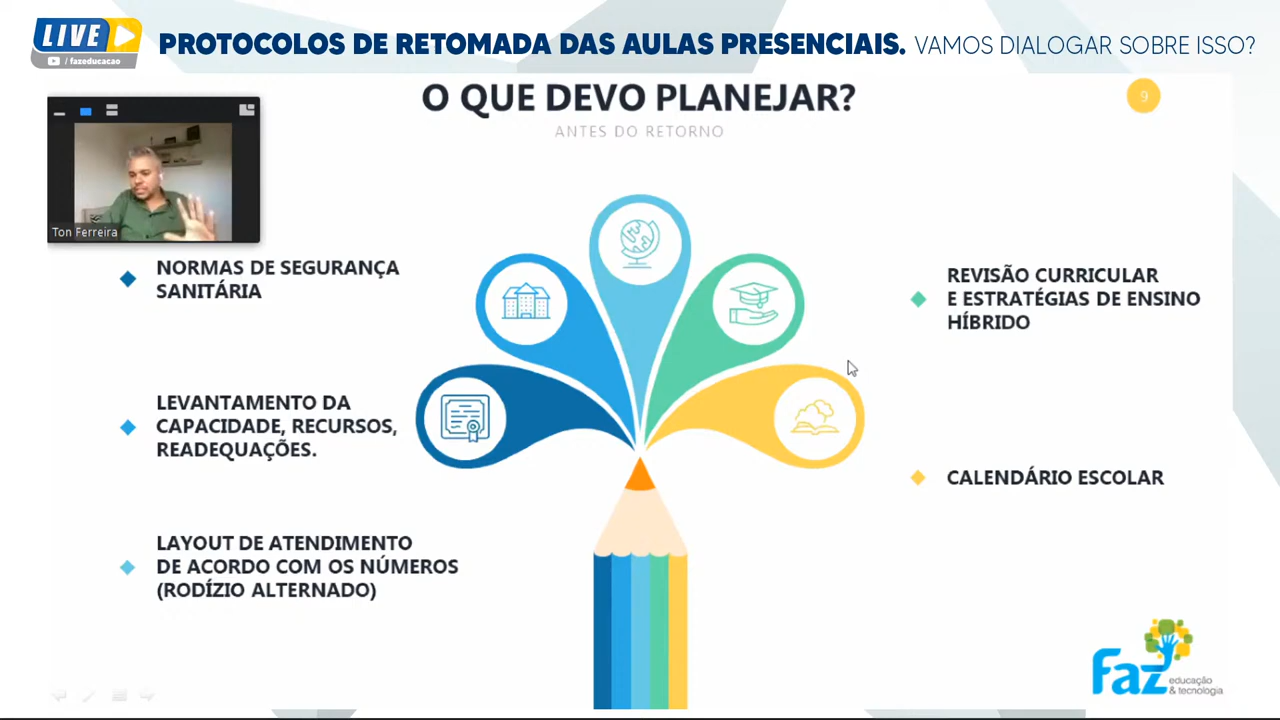 LIVE
/ fazeducacao
PROTOCOLOS DE RETOMADA DAS AULAS PRESENCIAIS. VAMOS DIALOGAR SOBRE ISSO?
O QUE DEVO PLANEJAR?
ANTES DO RETORNO
9
Ton Ferreira
NORMAS DE SEGURANÇA
SANITÁRIA
LEVANTAMENTO DA
CAPACIDADE, RECURSOS,
READEQUAÇÕES.
LAYOUT DE ATENDIMENTO
DE ACORDO COM OS NÚMEROS
(RODÍZIO ALTERNADO)
REVISÃO CURRICULAR
E ESTRATÉGIAS DE ENSINO
HÍBRIDO
CALENDÁRIO ESCOLAR
Faz
educação
& tecnologia